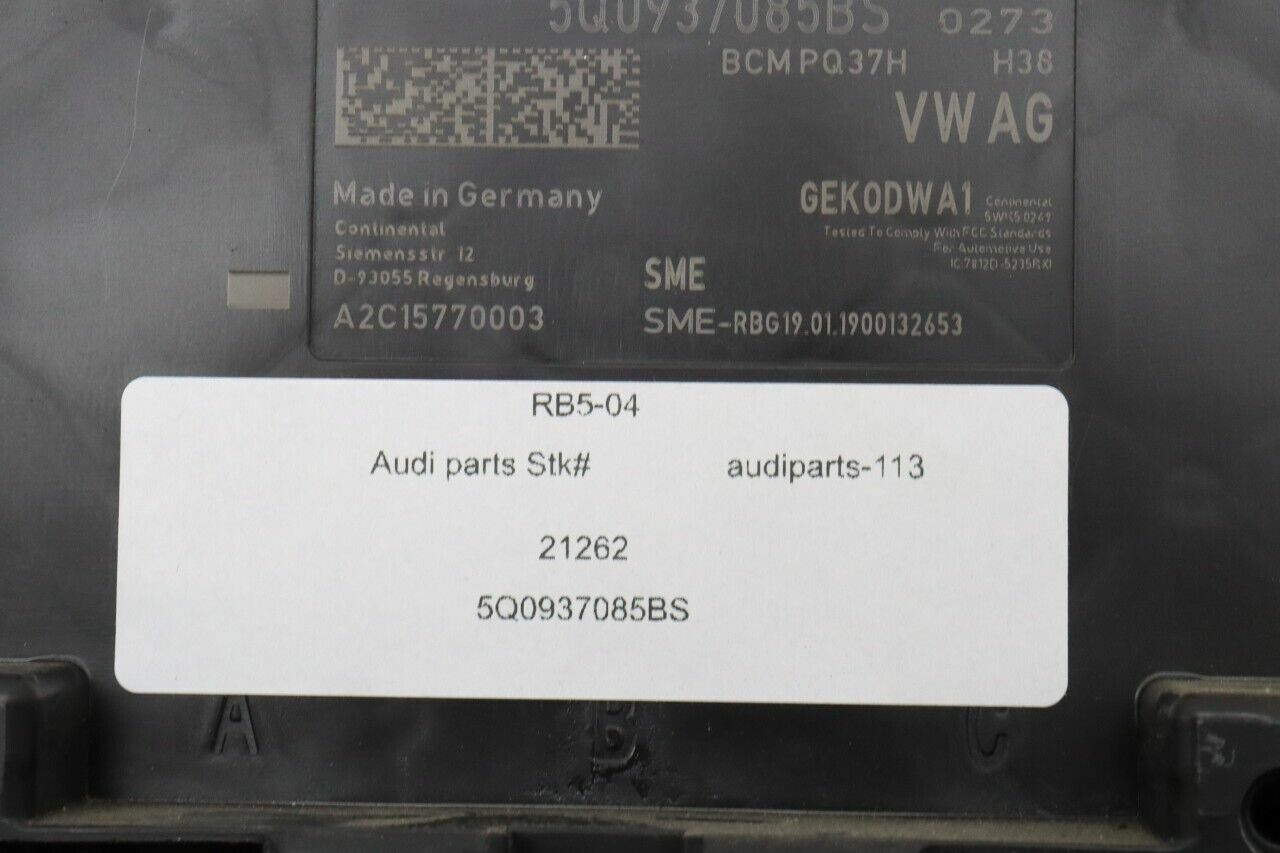 5Q0937085BS 0273
BCM PQ37H H38
VW AG
Made in Germany
GEKODWA1
Continental
Continental
5WK50249
Siemensstr. 12
Tested To Comply With FCC Standards
For Automotive Use
D-93055 Regensburg
SME
A2C15770003
SME-RBG19.01.1900132653
RB5-04
Audi parts Stk# audiparts-113
21262
5Q0937085BS
A B C